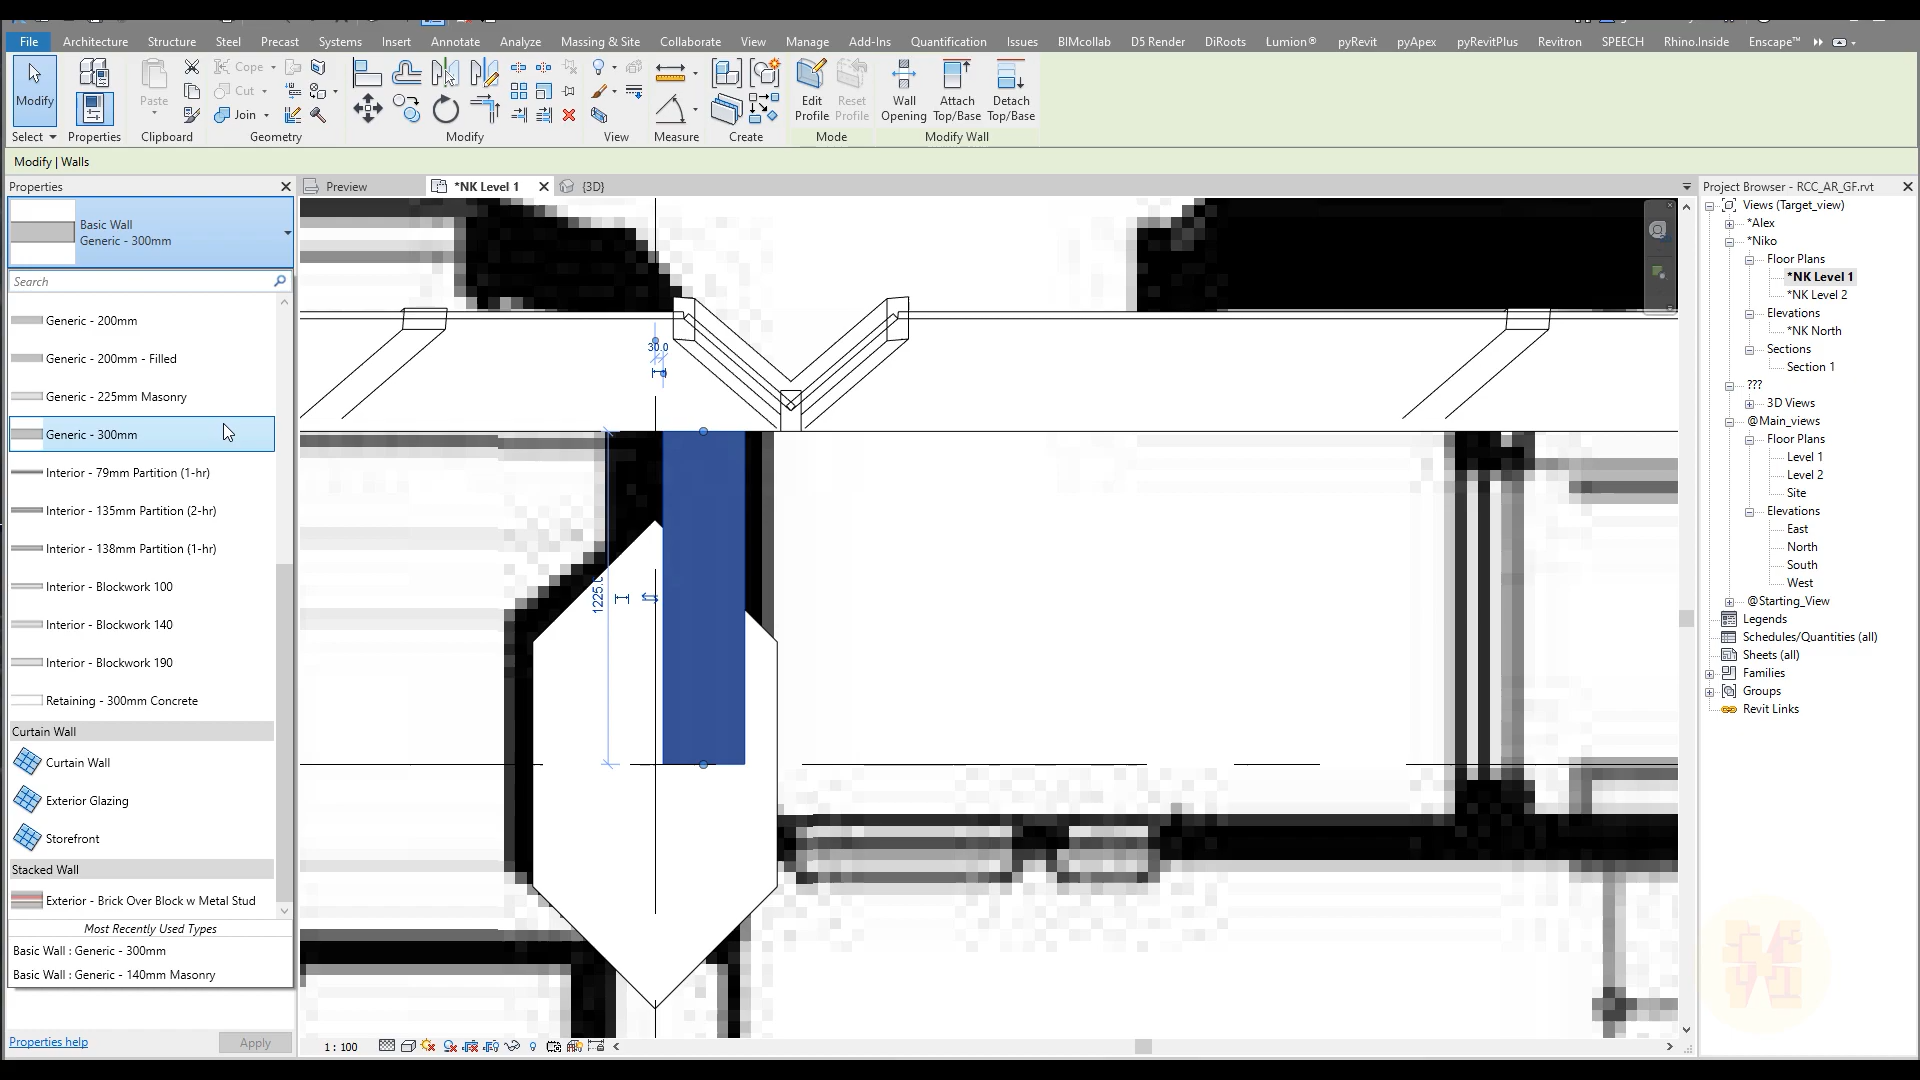 File Architecture Structure Steel Precast Systems Insert Annotate Analyze Massing & Site Collaborate View Manage Add-Ins Quantification Issues BIMcollab D5 Render DiRoots Lumion® pyRevit pyApex pyRevitPlus Revitron SPEECH Rhino.Inside Enscape™
Modify
Paste
Cope
Cut
Join
Edit Profile
Reset Profile
Wall Opening
Attach Top/Base
Detach Top/Base
Select Properties Clipboard Geometry Modify View Measure Create Mode Modify Wall
Modify | Walls
Properties
Preview
*NK Level 1
{3D}
Project Browser - RCC_AR_GF.rvt
Basic Wall
Generic - 300mm
Search
Generic - 200mm
Generic - 200mm - Filled
Generic - 225mm Masonry
Generic - 300mm
Interior - 79mm Partition (1-hr)
Interior - 135mm Partition (2-hr)
Interior - 138mm Partition (1-hr)
Interior - Blockwork 100
Interior - Blockwork 140
Interior - Blockwork 190
Retaining - 300mm Concrete
Curtain Wall
Curtain Wall
Exterior Glazing
Storefront
Stacked Wall
Exterior - Brick Over Block w Metal Stud
Most Recently Used Types
Basic Wall : Generic - 300mm
Basic Wall : Generic - 140mm Masonry
Properties help
Apply
30.0
1225.0
1 : 100
Views (Target_view)
*Alex
*Niko
Floor Plans
*NK Level 1
*NK Level 2
Elevations
*NK North
Sections
Section 1
???
3D Views
@Main_views
Floor Plans
Level 1
Level 2
Site
Elevations
East
North
South
West
@Starting_View
Legends
Schedules/Quantities (all)
Sheets (all)
Families
Groups
Revit Links